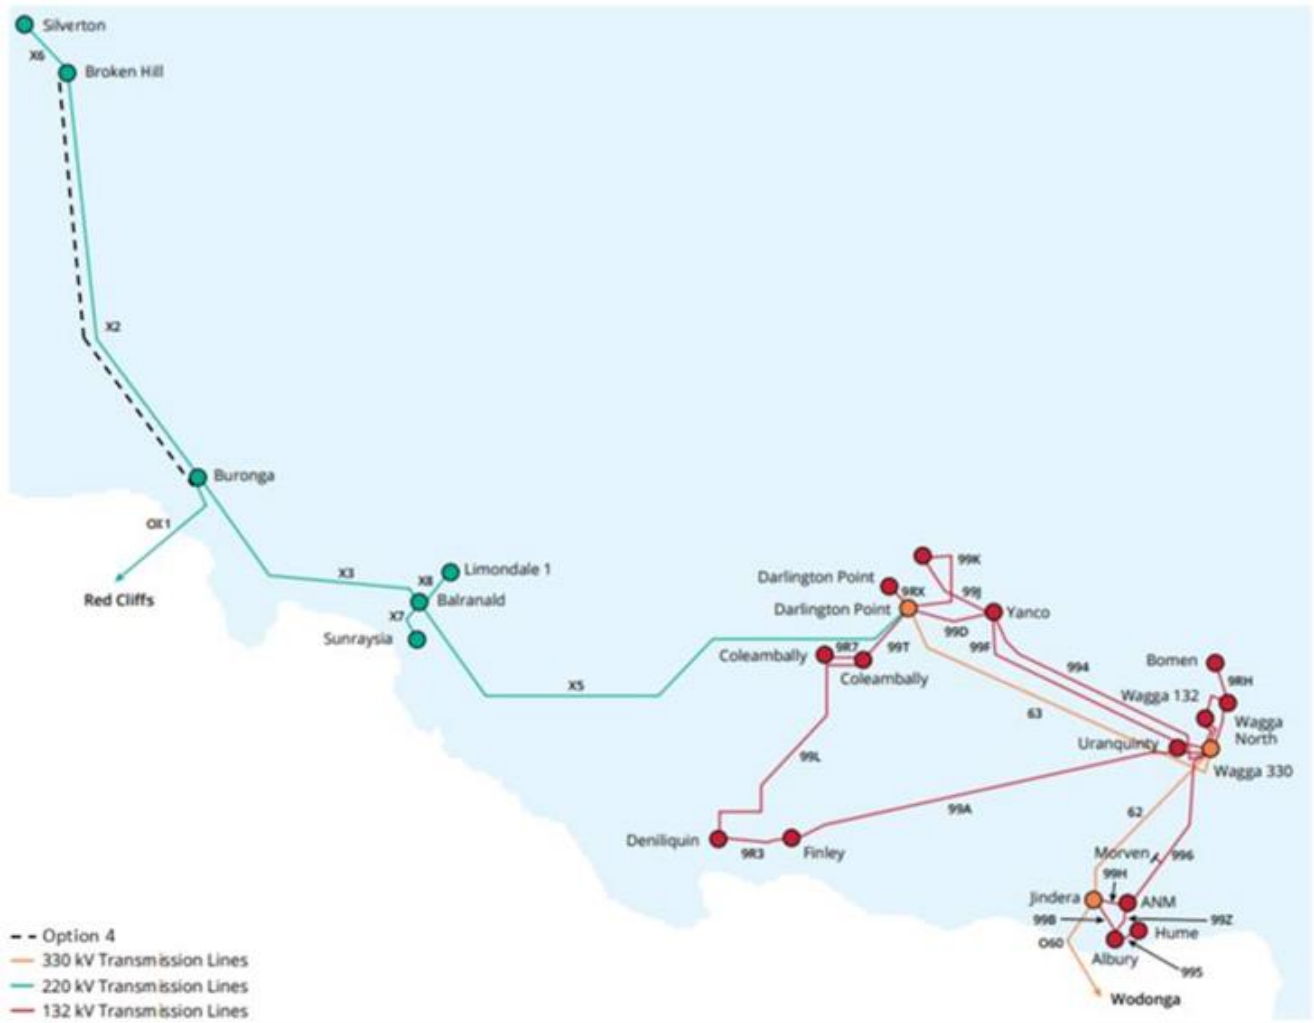 Silverton
X6
Broken Hill
X2
Buronga
OX1
Red Cliffs
X3
X8
Limondale 1
Balranald
X7
Sunraysia
X5
99K
Darlington Point
9RX
99J
Darlington Point
Yanco
99D
9R7
99T
99F
Coleambally
Coleambally
994
Bomen
9RH
Wagga 132
63
Wagga
North
Uranquinty
Wagga 330
99L
99A
62
Deniliquin
9R3
Finley
Morven
996
99H
Jindera
ANM
99B
99Z
Hume
O60
Albury
995
Wodonga
Option 4
330 kV Transmission Lines
220 kV Transmission Lines
132 kV Transmission Lines